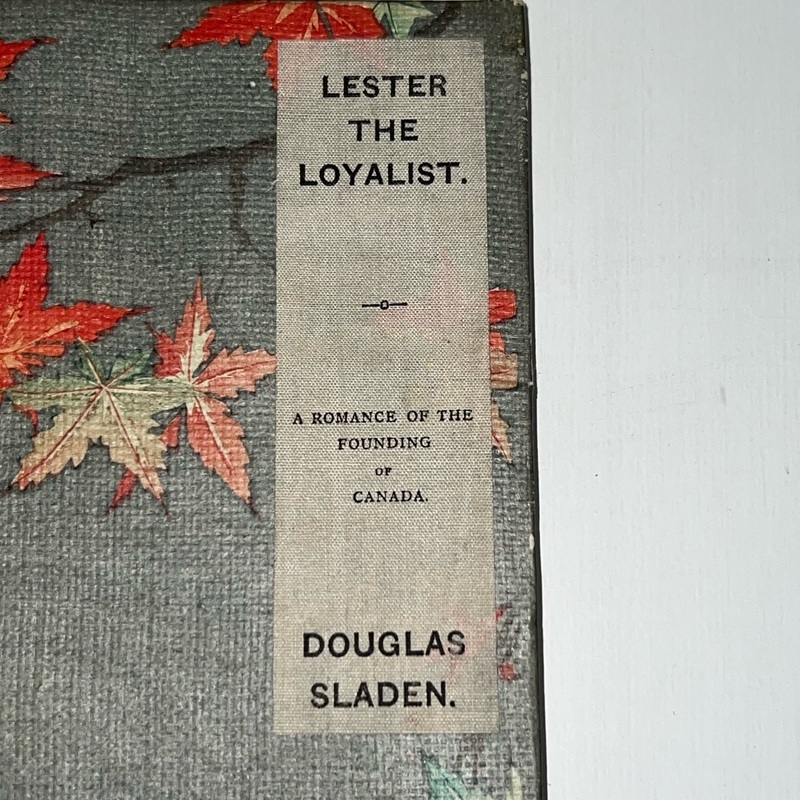 LESTER
THE
LOYALIST.
A ROMANCE OF THE
FOUNDING
OF
CANADA.
DOUGLAS
SLADEN.